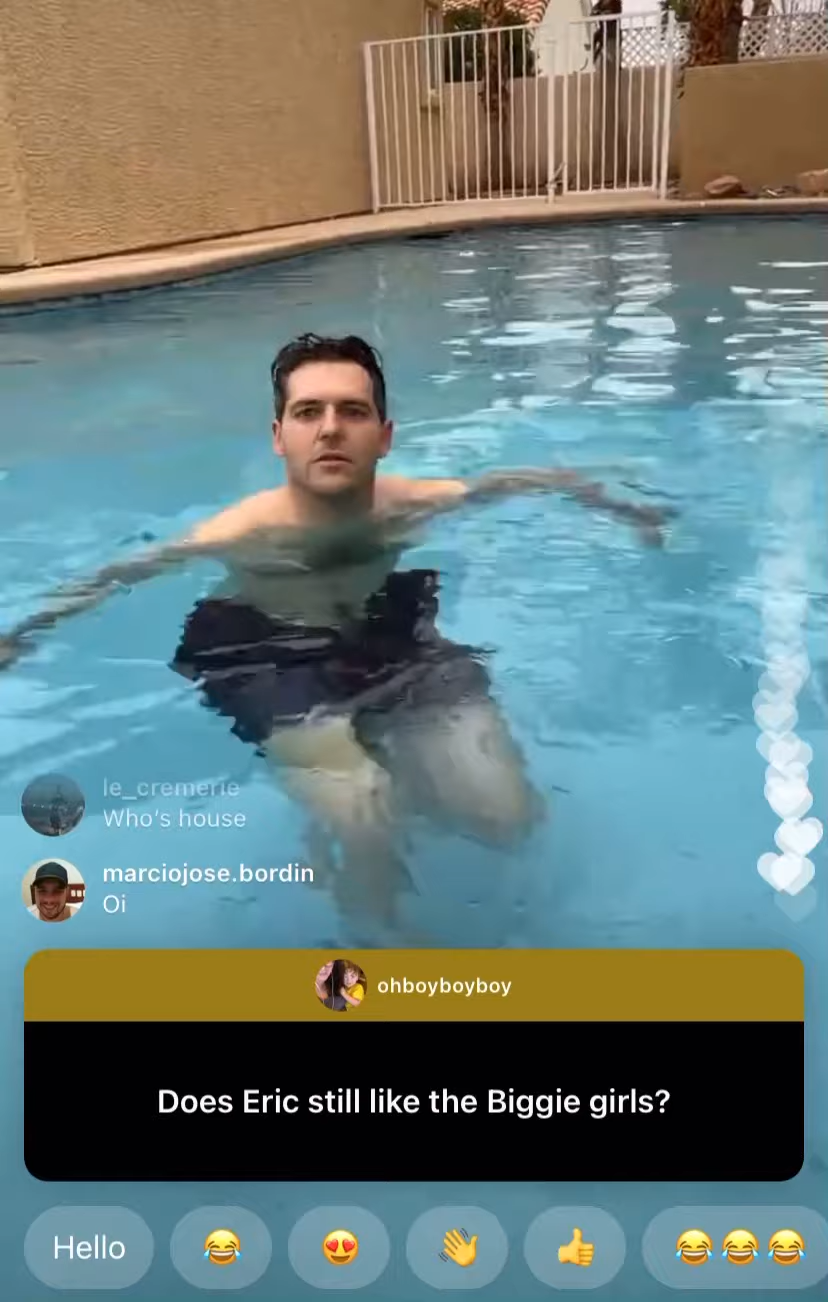 le_cremerie
Who's house
marciojose.bordin
Oi
ohboyboyboy
Does Eric still like the Biggie girls?
Hello